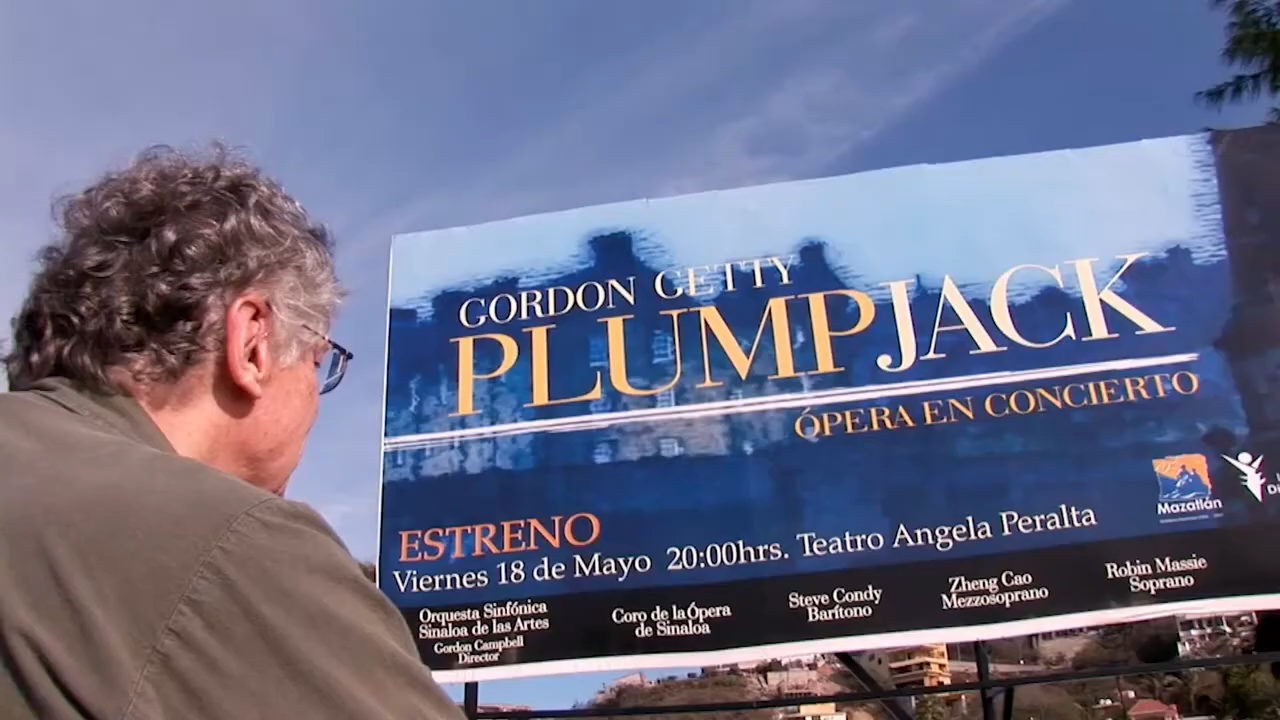 GORDON GETTY
PLUMPJACK
ÓPERA EN CONCIERTO
Mazatlán
ESTRENO
Viernes 18 de Mayo 20:00hrs. Teatro Angela Peralta
Orquesta Sinfónica
Sinaloa de las Artes
Gordon Campbell
Director
Coro de la Ópera
de Sinaloa
Steve Condy
Barítono
Zheng Cao
Mezzosoprano
Robin Massie
Soprano